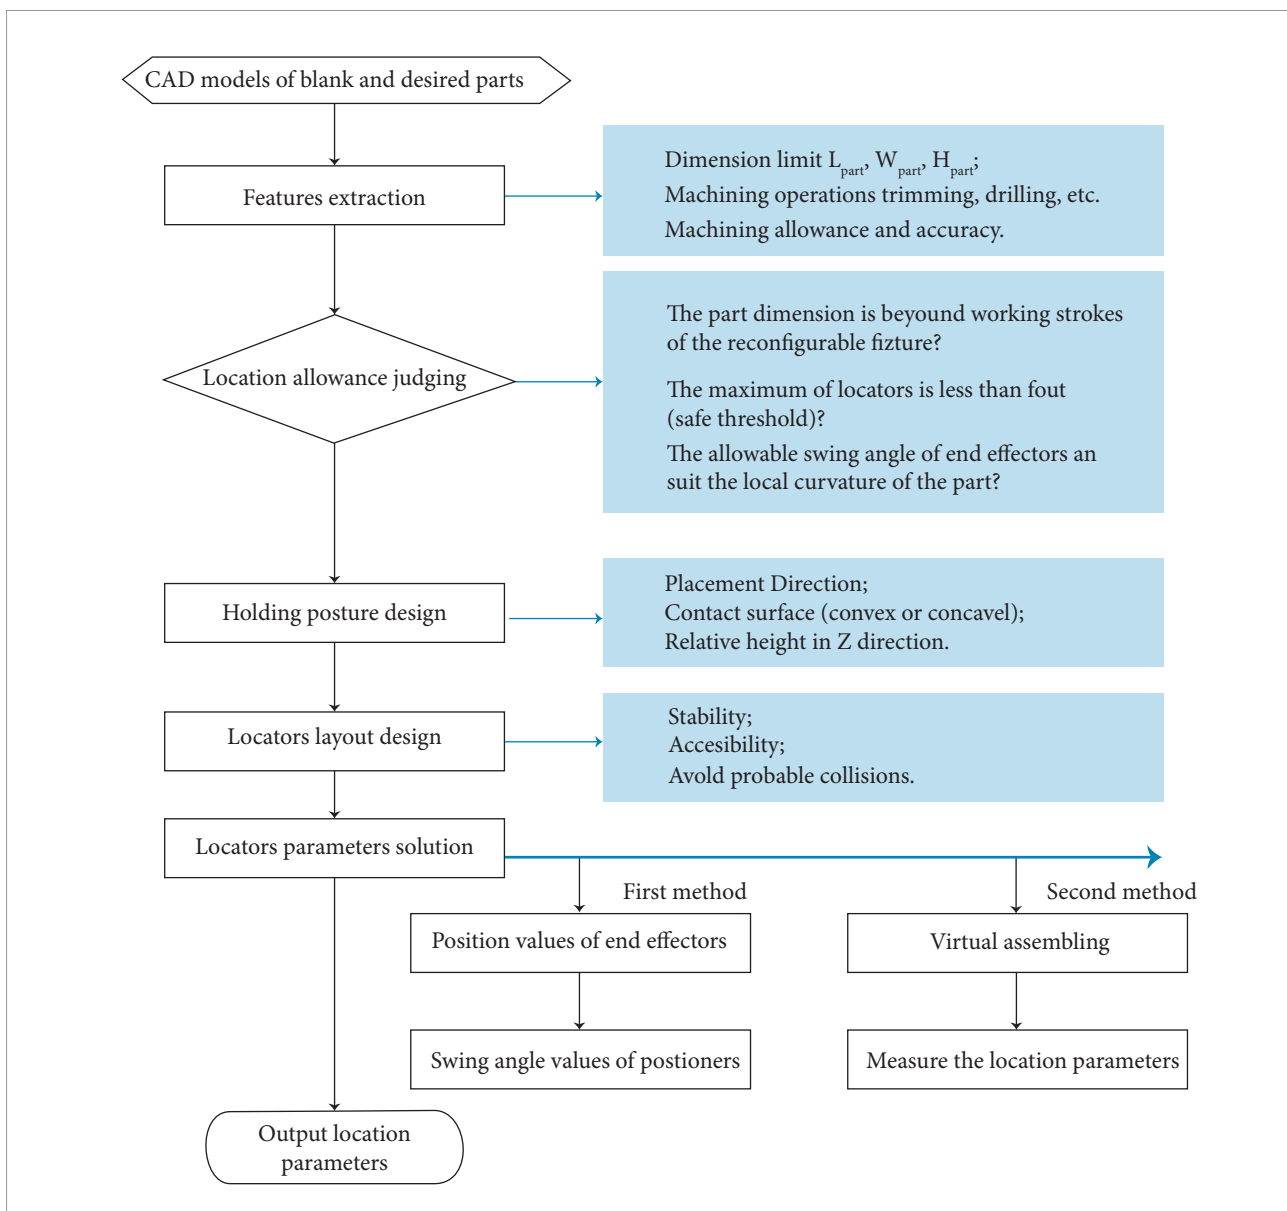 CAD models of blank and desired parts
Features extraction
Dimension limit L_part, W_part, H_part;
Machining operations trimming, drilling, etc.
Machining allowance and accuracy.
Location allowance judging
The part dimension is beyound working strokes
of the reconfigurable fizture?
The maximum of locators is less than fout
(safe threshold)?
The allowable swing angle of end effectors an
suit the local curvature of the part?
Holding posture design
Placement Direction;
Contact surface (convex or concavel);
Relative height in Z direction.
Locators layout design
Stability;
Accesibility;
Avold probable collisions.
Locators parameters solution
First method
Second method
Position values of end effectors
Virtual assembling
Swing angle values of postioners
Measure the location parameters
Output location
parameters